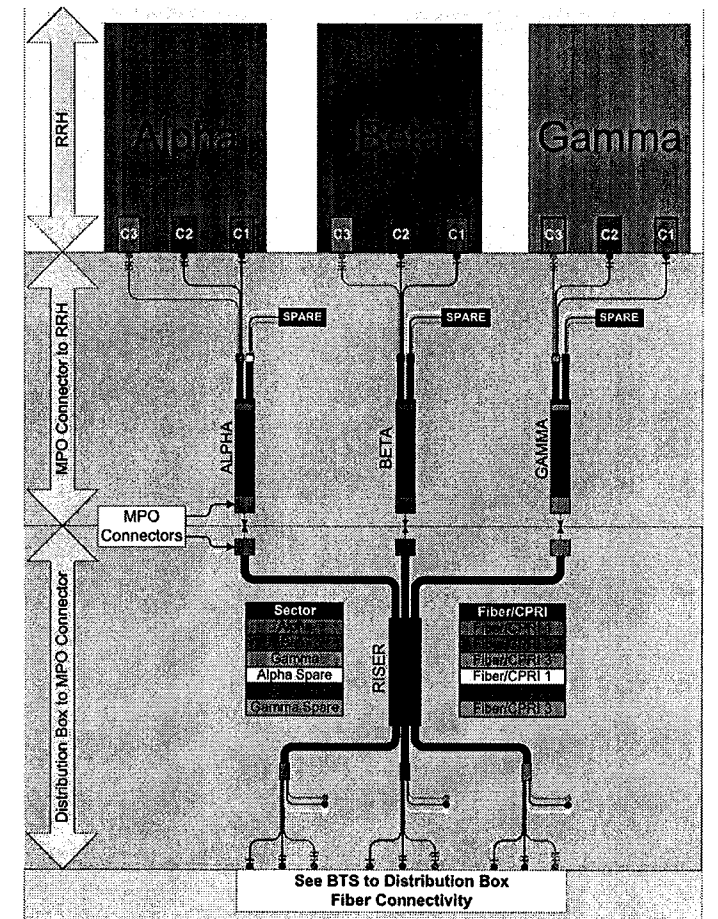 RRH
Alpha
Beta
Gamma
C3
C2
C1
C3
C2
C1
C3
C2
C1
MPO Connector to RRH
SPARE
SPARE
SPARE
ALPHA
BETA
GAMMA
MPO
Connectors
Distribution Box to MPO Connector
Sector
Alpha
Gamma
Alpha Spare
Gamma Spare
RISER
Fiber/CPRI
Fiber/CPRI 3
Fiber/CPRI 1
Fiber/CPRI 3
See BTS to Distribution Box
Fiber Connectivity